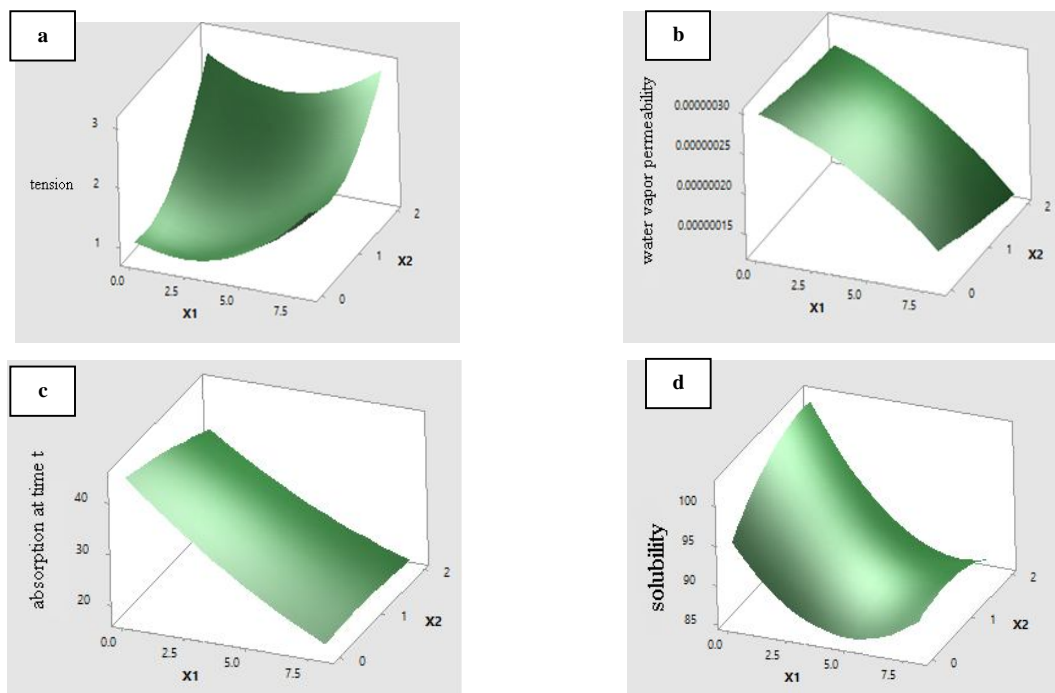 a
3
2
1
tension
0.0
2.5
5.0
7.5
X1
0
1
2
X2
b
0.00000030
0.00000025
0.00000020
0.00000015
water vapor permeability
0.0
2.5
5.0
7.5
X1
0
1
2
X2
c
40
30
20
absorption at time t
0.0
2.5
5.0
7.5
X1
0
1
2
X2
d
100
95
90
85
solubility
0.0
2.5
5.0
7.5
X1
0
1
2
X2